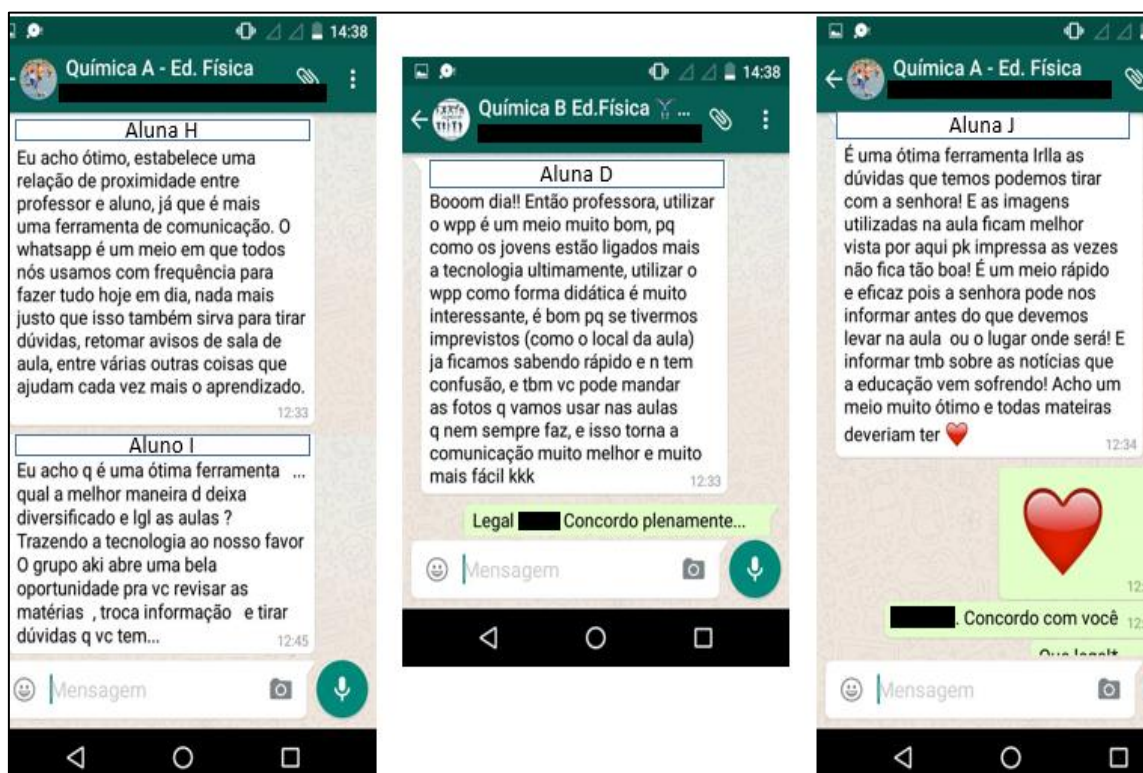 14:38
Química A - Ed. Física
Aluna H
Eu acho ótimo, estabelece uma
relação de proximidade entre
professor e aluno, já que é mais
uma ferramenta de comunicação. O
whatsapp é um meio em que todos
nós usamos com frequência para
fazer tudo hoje em dia, nada mais
justo que isso também sirva para tirar
dúvidas, retomar avisos de sala de
aula, entre várias outras coisas que
ajudam cada vez mais o aprendizado.
12:33
Aluno I
Eu acho q é uma ótima ferramenta ...
qual a melhor maneira d deixa
diversificado e lgl as aulas ?
Trazendo a tecnologia ao nosso favor
O grupo aki abre uma bela
oportunidade pra vc revisar as
matérias , troca informação e tirar
dúvidas q vc tem...
12:45
Mensagem
14:38
Química B Ed.Física ...
Aluna D
Booom dia!! Então professora, utilizar
o wpp é um meio muito bom, pq
como os jovens estão ligados mais
a tecnologia ultimamente, utilizar o
wpp como forma didática é muito
interessante, é bom pq se tivermos
imprevistos (como o local da aula)
ja ficamos sabendo rápido e n tem
confusão, e tbm vc pode mandar
as fotos q vamos usar nas aulas
q nem sempre faz, e isso torna a
comunicação muito melhor e muito
mais fácil kkk
12:33
Legal Concordo plenamente...
Mensagem
Química A - Ed. Física
Aluna J
É uma ótima ferramenta Irlla as
dúvidas que temos podemos tirar
com a senhora! E as imagens
utilizadas na aula ficam melhor
vista por aqui pk impressa as vezes
não fica tão boa! É um meio rápido
e eficaz pois a senhora pode nos
informar antes do que devemos
levar na aula ou o lugar onde será! E
informar tmb sobre as notícias que
a educação vem sofrendo! Acho um
meio muito ótimo e todas mateiras
deveriam ter ❤
12:34
12:
. Concordo com você 12:
Mensagem